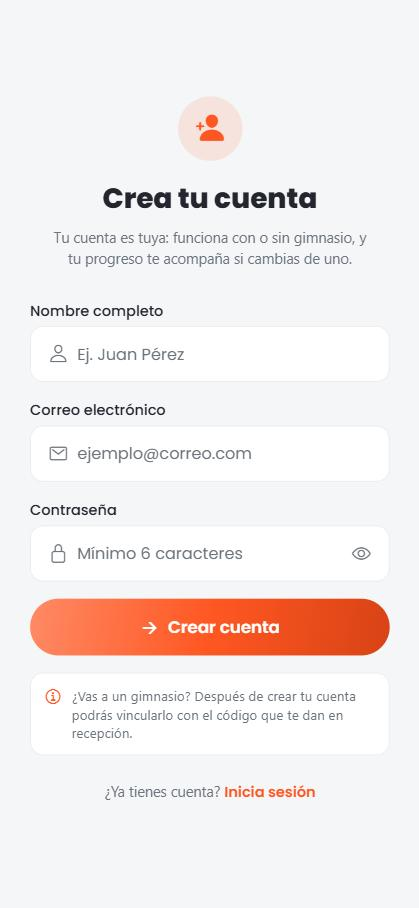 Crea tu cuenta
Tu cuenta es tuya: funciona con o sin gimnasio, y
tu progreso te acompaña si cambias de uno.
Nombre completo
Ej. Juan Pérez
Correo electrónico
ejemplo@correo.com
Contraseña
Mínimo 6 caracteres
Crear cuenta
¿Vas a un gimnasio? Después de crear tu cuenta
podrás vincularlo con el código que te dan en
recepción.
¿Ya tienes cuenta? Inicia sesión